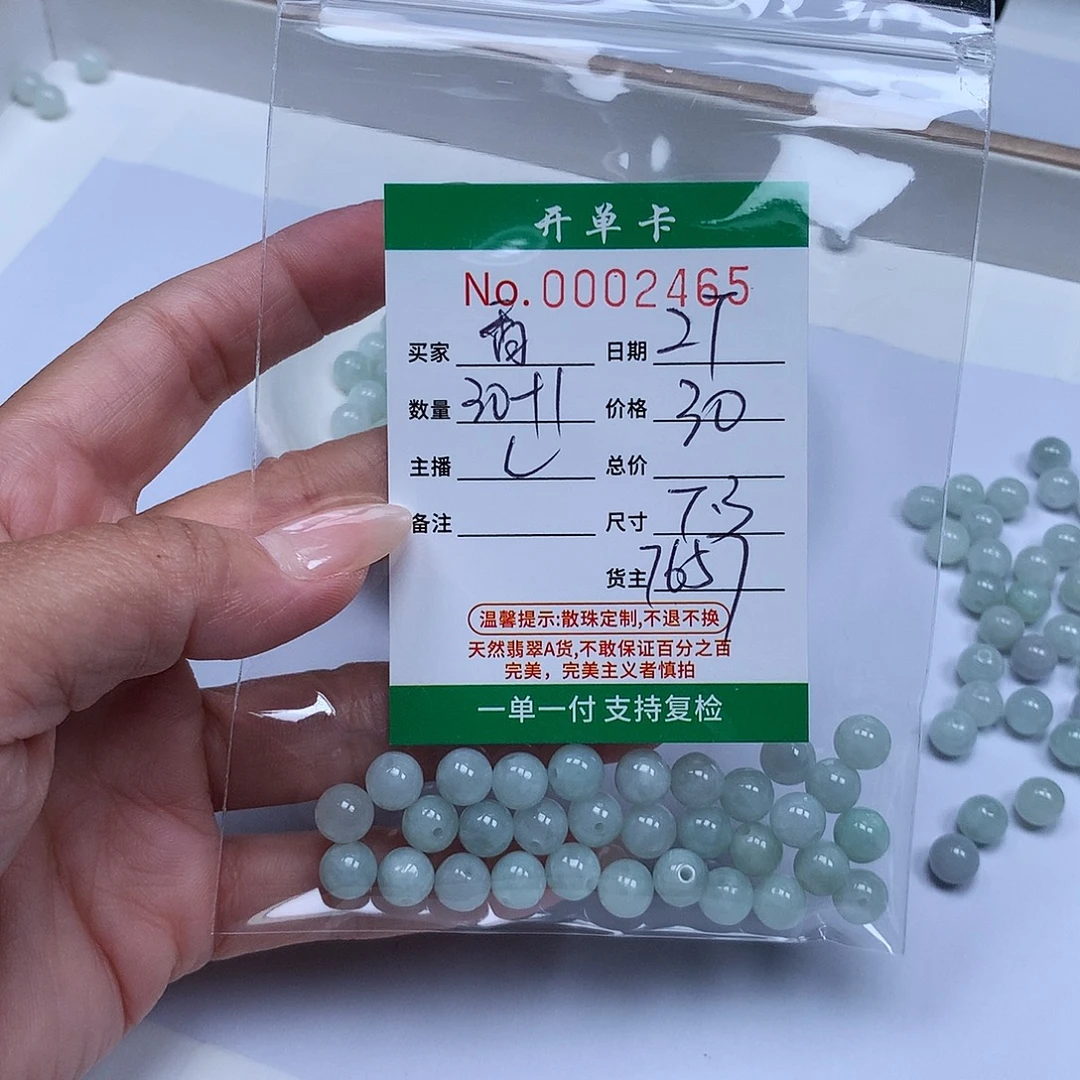 开单卡
No.0002465
买家 日期
数量 30+1 价格 30
主播 L 总价
备注 尺寸 7.3
货主 7657
温馨提示:散珠定制,不退不换
天然翡翠A货,不敢保证百分之百
完美，完美主义者慎拍
一单一付 支持复检